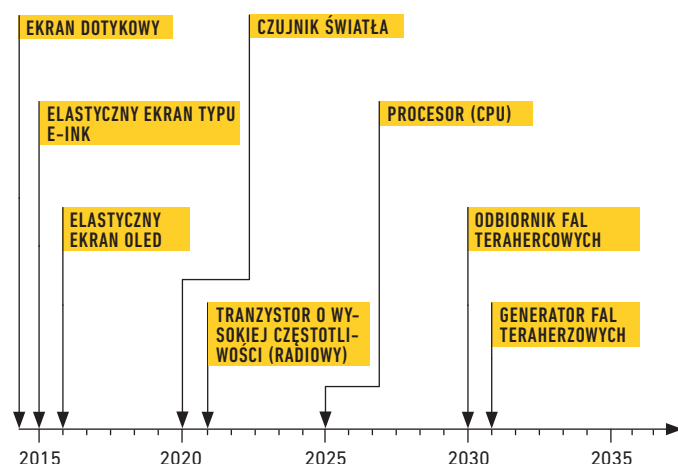 EKRAN DOTYKOWY
CZUJNIK ŚWIATŁA
ELASTYCZNY EKRAN TYPU
E-INK
PROCESOR (CPU)
ELASTYCZNY
EKRAN OLED
ODBIORNIK FAL
TERAHERCOWYCH
TRANZYSTOR O WY-
SOKIEJ CZĘSTOTLI-
WOŚCI (RADIOWY)
GENERATOR FAL
TERAHERZOWYCH
2015
2020
2025
2030
2035